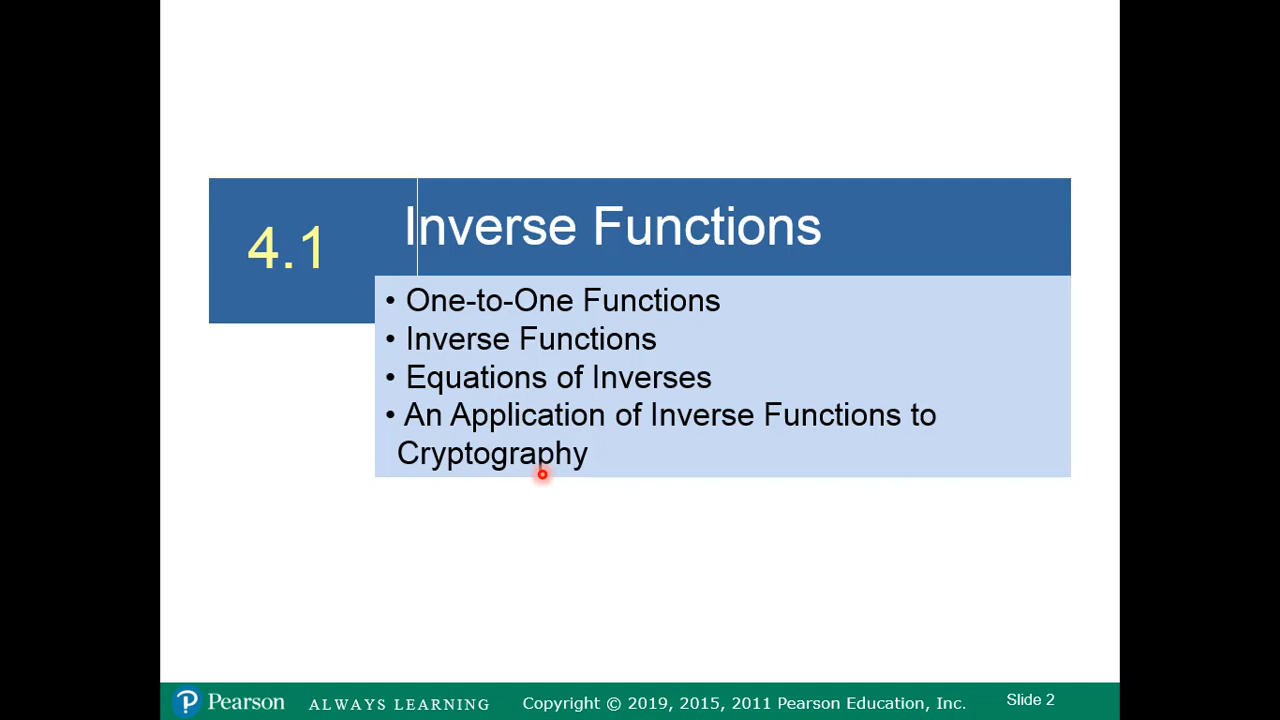 4.1
Inverse Functions
• One-to-One Functions
• Inverse Functions
• Equations of Inverses
• An Application of Inverse Functions to
Cryptography
Pearson ALWAYS LEARNING Copyright © 2019, 2015, 2011 Pearson Education, Inc. Slide 2